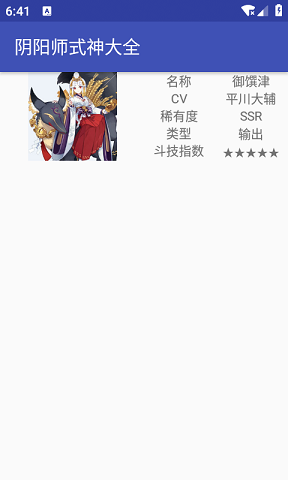 6:41 A
阴阳师式神大全
名称 御馔津
CV 平川大辅
稀有度 SSR
类型 输出
斗技指数 ★★★★★